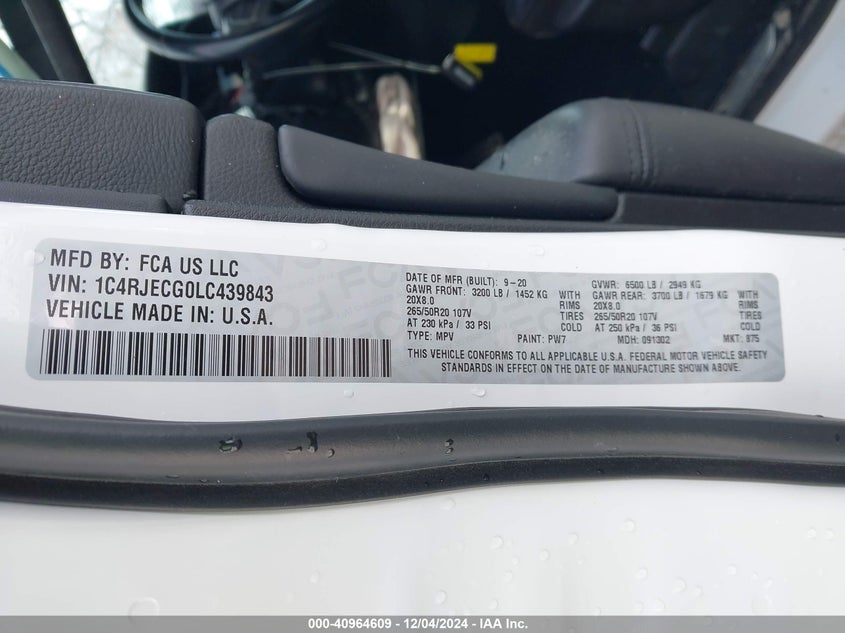 MFD BY: FCA US LLC
VIN: 1C4RJECG0LC439843
VEHICLE MADE IN: U.S.A.
DATE OF MFR (BUILT): 9-20 GVWR: 6500 LB / 2949 KG
GAWR FRONT: 3200 LB / 1452 KG WITH GAWR REAR: 3700 LB / 1679 KG WITH
20X8.0 RIMS 20X8.0 RIMS
265/50R20 107V TIRES 265/50R20 107V TIRES
AT 230 kPa / 33 PSI COLD AT 250 kPa / 36 PSI COLD
TYPE: MPV PAINT: PW7 MDH: 091302 MKT: 875
THIS VEHICLE CONFORMS TO ALL APPLICABLE U.S.A. FEDERAL MOTOR VEHICLE SAFETY
STANDARDS IN EFFECT ON THE DATE OF MANUFACTURE SHOWN ABOVE.
000-40964609 - 12/04/2024 - IAA Inc.